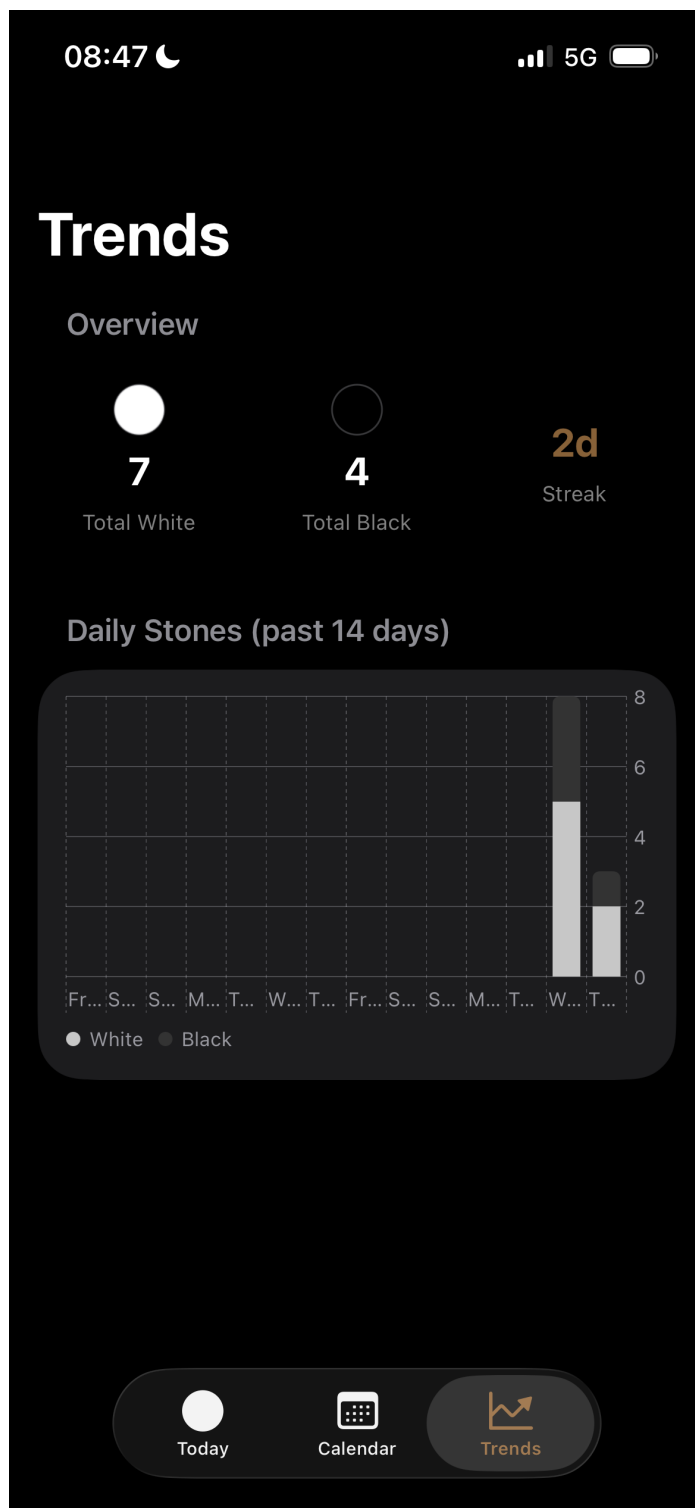 08:47 5G
Trends
Overview
7 4 2d
Total White Total Black Streak
Daily Stones (past 14 days)
8
6
4
2
0
Fr... S... S... M... T... W... T... Fr... S... S... M... T... W... T...
White Black
Today Calendar Trends